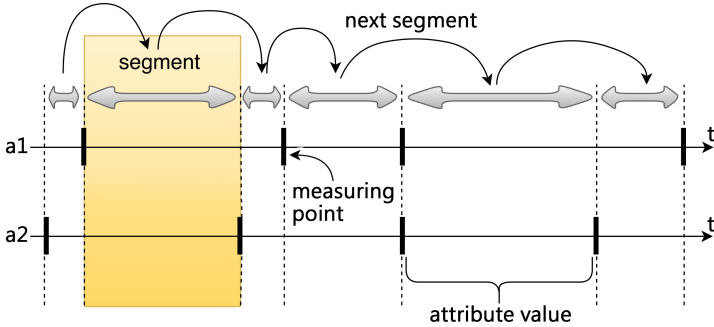 next segment
segment
a1
t
measuring
point
a2
t
attribute value